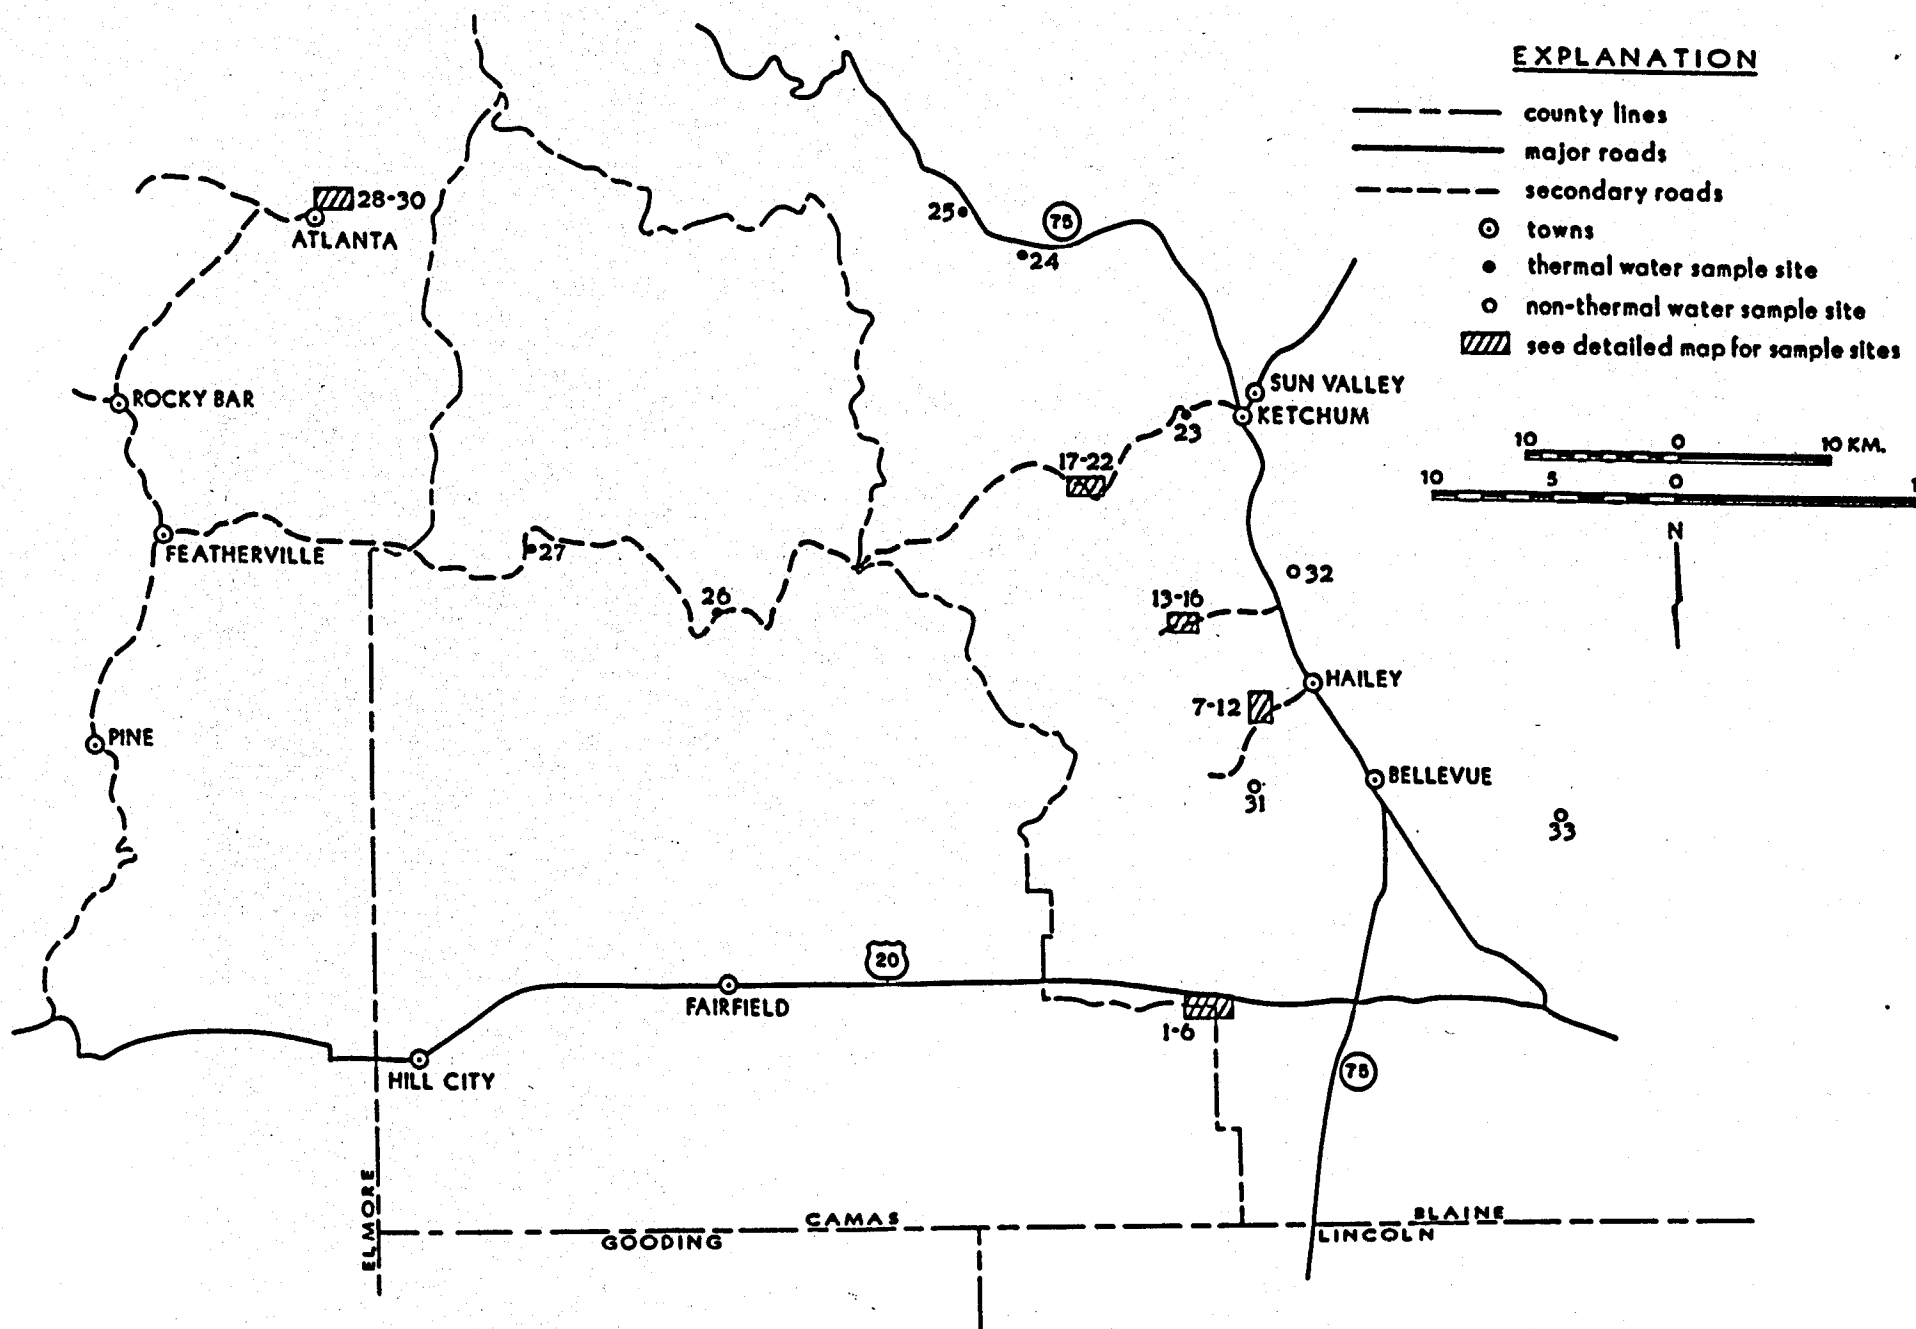 EXPLANATION
county lines
major roads
secondary roads
towns
thermal water sample site
non-thermal water sample site
see detailed map for sample sites
28-30
ATLANTA
25
75
24
ROCKY BAR
SUN VALLEY
KETCHUM
23
17-22
10 0 10 KM.
10 5 0 1
N
FEATHERVILLE
27
26
32
13-16
HAILEY
7-12
PINE
BELLEVUE
31
33
20
FAIRFIELD
1-6
HILL CITY
75
ELMORE
CAMAS
BLAINE
GOODING
LINCOLN